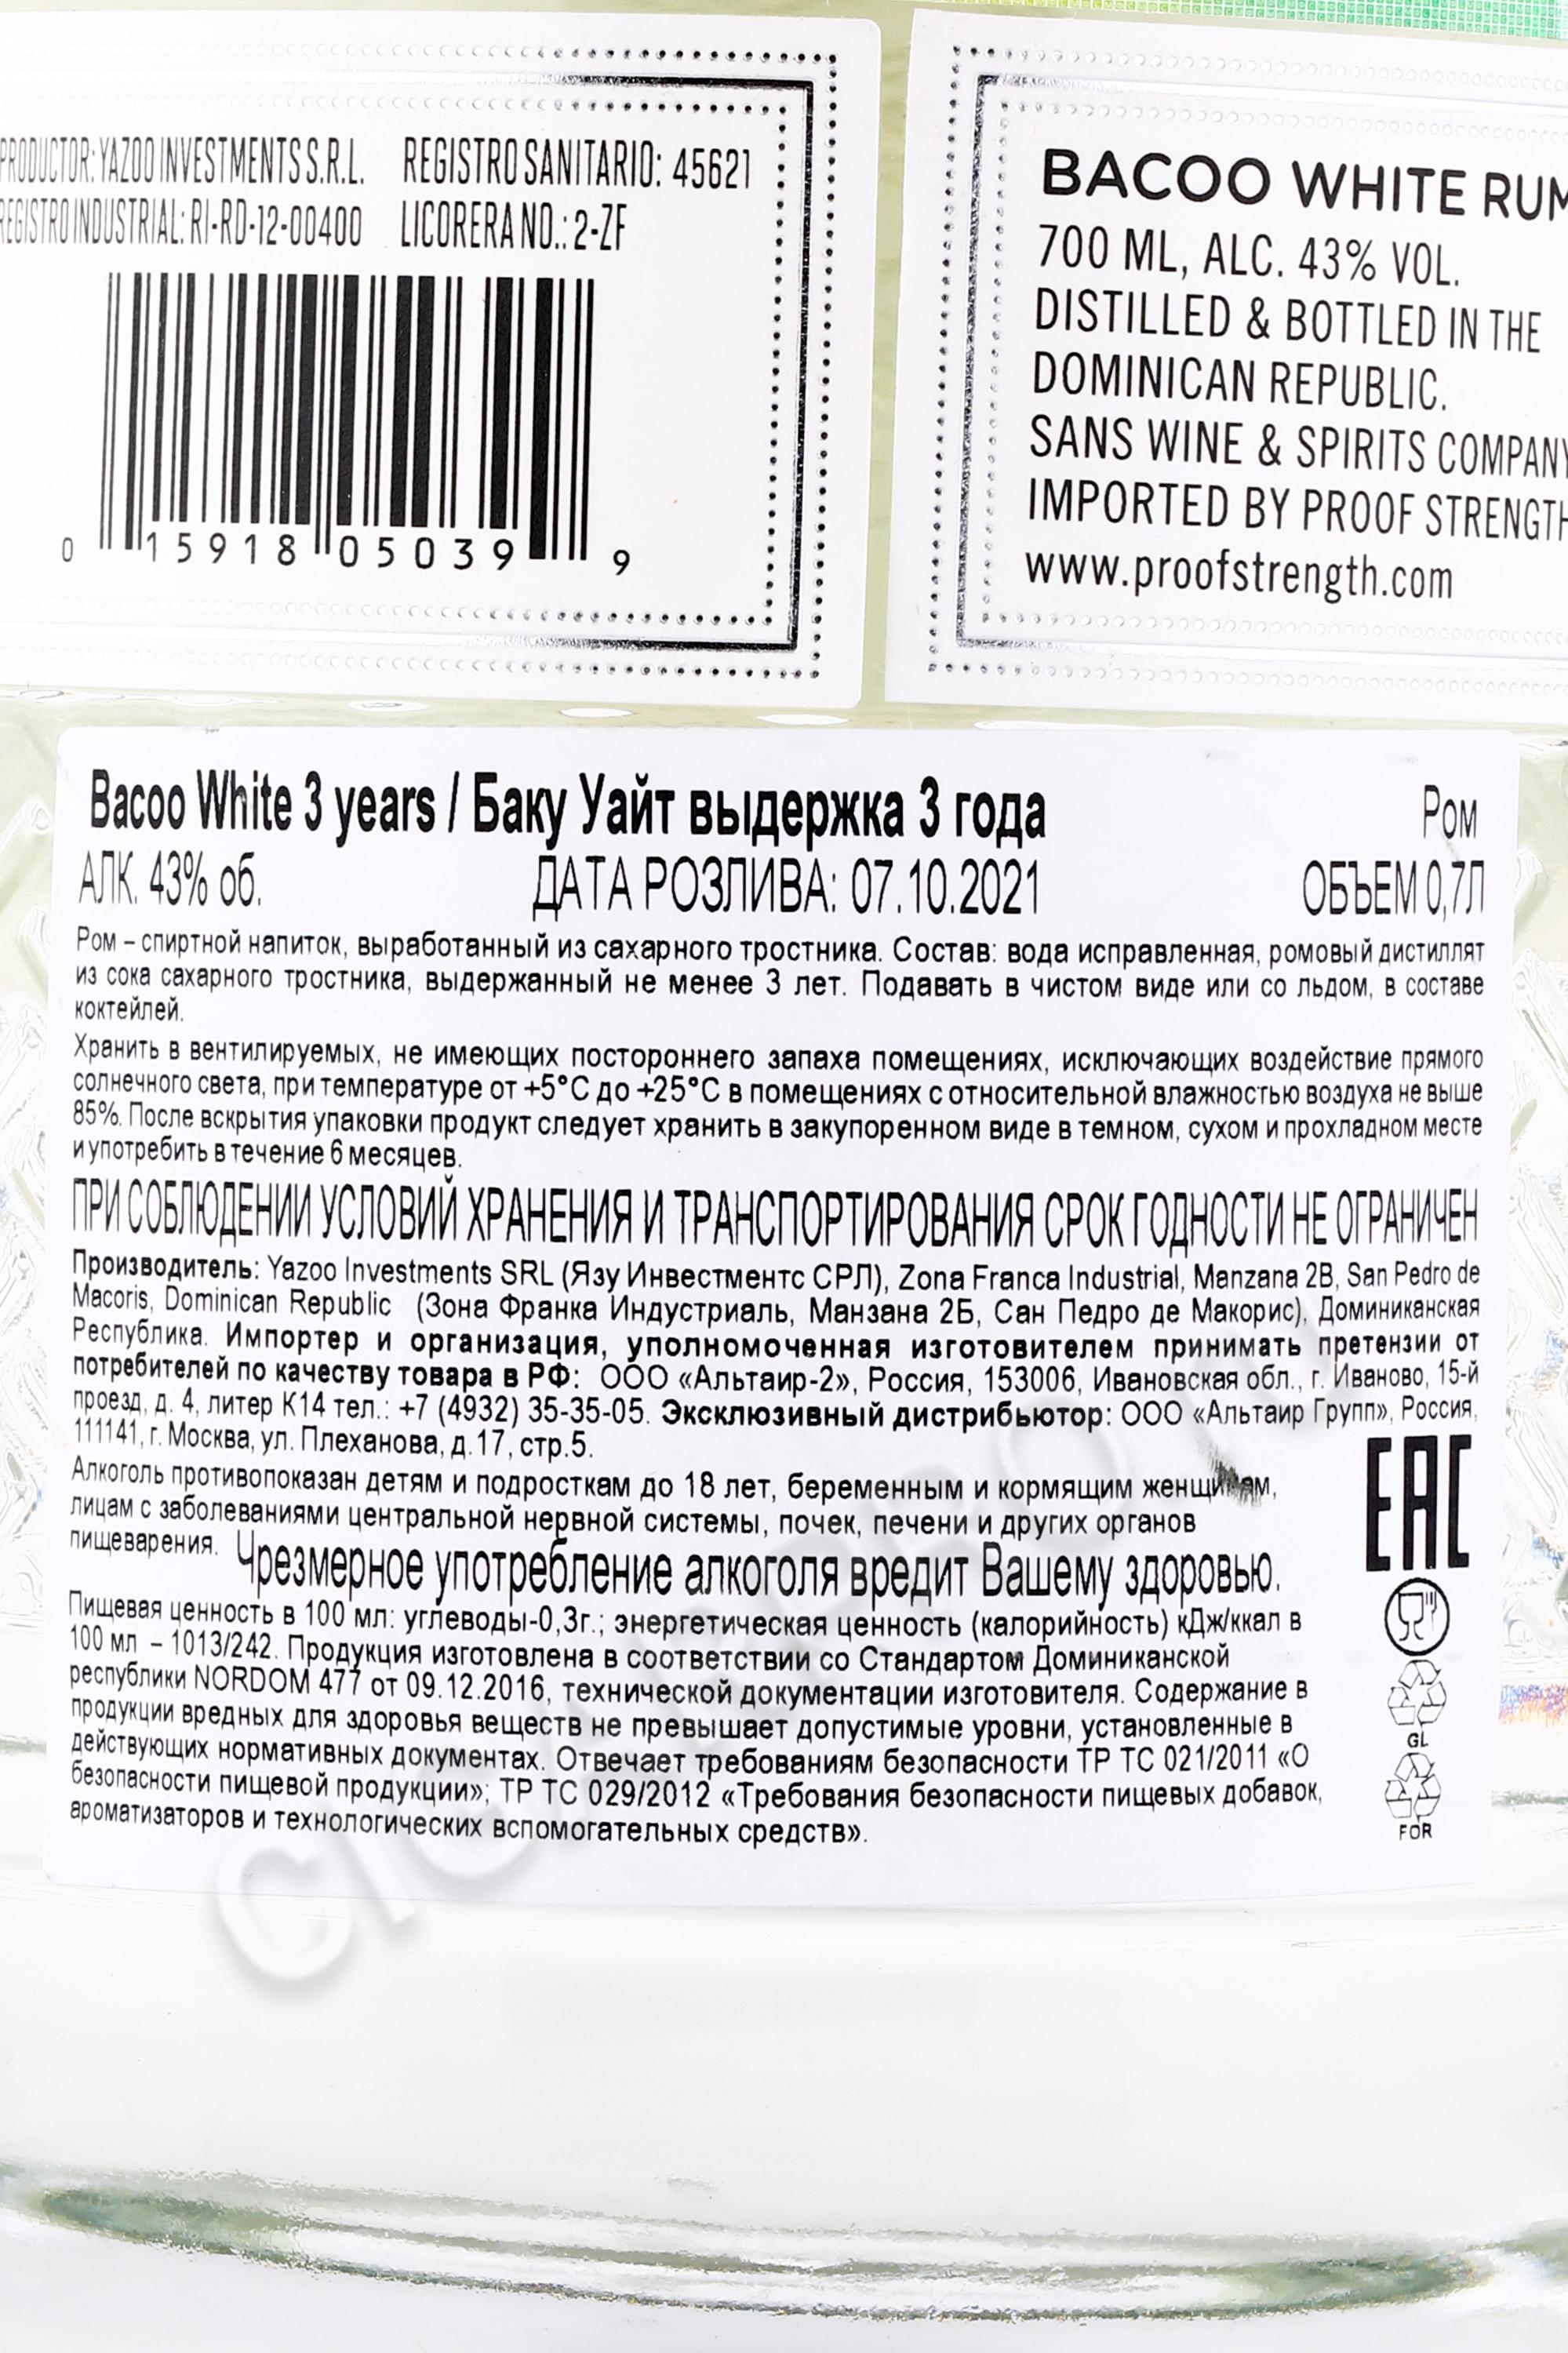 PRODUCTOR: YAZOO INVESTMENTS S.R.L. REGISTRO SANITARIO: 45621
REGISTRO INDUSTRIAL: RI-RD-12-00400 LICORERA NO.: 2-ZF
0 15918 05039 9
BACOO WHITE RUM
700 ML, ALC. 43% VOL.
DISTILLED & BOTTLED IN THE
DOMINICAN REPUBLIC.
SANS WINE & SPIRITS COMPANY
IMPORTED BY PROOF STRENGTH
www.proofstrength.com
Bacoo White 3 years / Баку Уайт выдержка 3 года Ром
АЛК. 43% об. ДАТА РОЗЛИВА: 07.10.2021 ОБЪЕМ 0,7Л
Ром – спиртной напиток, выработанный из сахарного тростника. Состав: вода исправленная, ромовый дистиллят
из сока сахарного тростника, выдержанный не менее 3 лет. Подавать в чистом виде или со льдом, в составе
коктейлей.
Хранить в вентилируемых, не имеющих постороннего запаха помещениях, исключающих воздействие прямого
солнечного света, при температуре от +5°C до +25°C в помещениях с относительной влажностью воздуха не выше
85%. После вскрытия упаковки продукт следует хранить в закупоренном виде в темном, сухом и прохладном месте
и употребить в течение 6 месяцев.
ПРИ СОБЛЮДЕНИИ УСЛОВИЙ ХРАНЕНИЯ И ТРАНСПОРТИРОВАНИЯ СРОК ГОДНОСТИ НЕ ОГРАНИЧЕН
Производитель: Yazoo Investments SRL (Язу Инвестментс СРЛ), Zona Franca Industrial, Manzana 2B, San Pedro de
Macoris, Dominican Republic (Зона Франка Индустриаль, Манзана 2Б, Сан Педро де Макорис), Доминиканская
Республика. Импортер и организация, уполномоченная изготовителем принимать претензии от
потребителей по качеству товара в РФ: ООО «Альтаир-2», Россия, 153006, Ивановская обл., г. Иваново, 15-й
проезд, д. 4, литер К14 тел.: +7 (4932) 35-35-05. Эксклюзивный дистрибьютор: ООО «Альтаир Групп», Россия,
111141, г. Москва, ул. Плеханова, д.17, стр.5.
Алкоголь противопоказан детям и подросткам до 18 лет, беременным и кормящим женщинам,
лицам с заболеваниями центральной нервной системы, почек, печени и других органов
пищеварения. Чрезмерное употребление алкоголя вредит Вашему здоровью.
Пищевая ценность в 100 мл: углеводы-0,3г.; энергетическая ценность (калорийность) кДж/ккал в
100 мл – 1013/242. Продукция изготовлена в соответствии со Стандартом Доминиканской
республики NORDOM 477 от 09.12.2016, технической документации изготовителя. Содержание в
продукции вредных для здоровья веществ не превышает допустимые уровни, установленные в
действующих нормативных документах. Отвечает требованиям безопасности ТР ТС 021/2011 «О
безопасности пищевой продукции»; ТР ТС 029/2012 «Требования безопасности пищевых добавок,
ароматизаторов и технологических вспомогательных средств».
EAC
GL
FOR